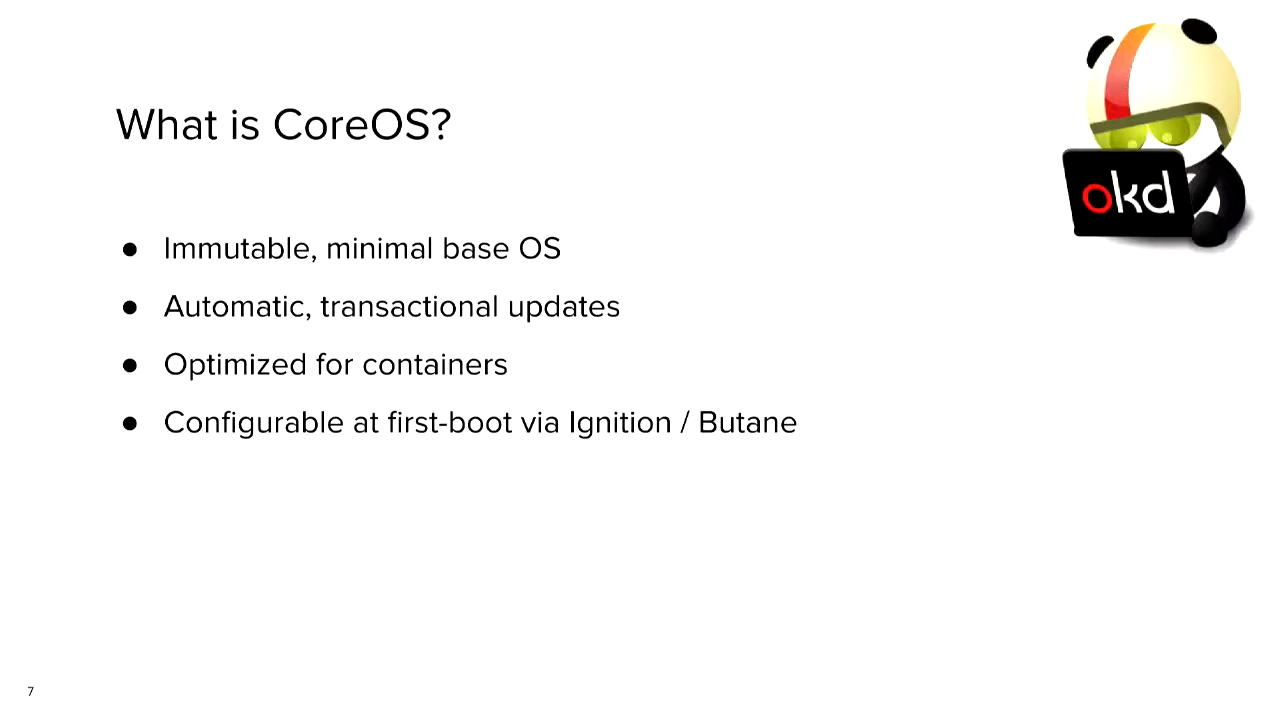 What is CoreOS?
okd
● Immutable, minimal base OS
● Automatic, transactional updates
● Optimized for containers
● Configurable at first-boot via Ignition / Butane
7